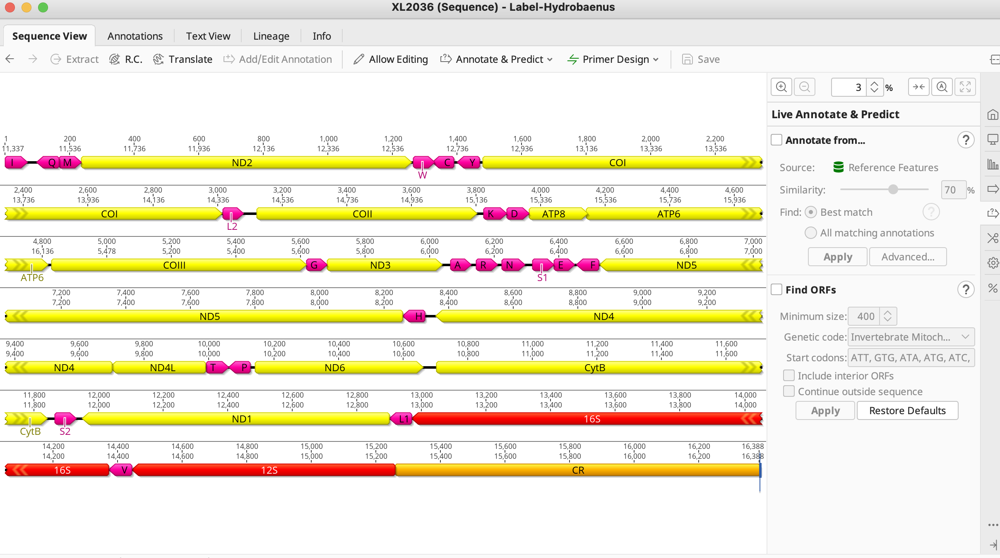 XL2036 (Sequence) - Label-Hydrobaenus
Sequence View Annotations Text View Lineage Info
Extract R.C. Translate Add/Edit Annotation Allow Editing Annotate & Predict Primer Design Save
1 200 400 600 800 1,000 1,200 1,400 1,600 1,800 2,000 2,200
11,337 11,536 11,736 11,936 12,136 12,336 12,536 12,736 12,936 13,136 13,336 13,536
I Q M ND2 C Y COI
W
2,400 2,600 2,800 3,000 3,200 3,400 3,600 3,800 4,000 4,200 4,400 4,600
13,736 13,936 14,136 14,336 14,536 14,736 14,936 15,136 15,336 15,536 15,736 15,936
COI COII K D ATP8 ATP6
L2
4,800 5,000 5,200 5,400 5,600 5,800 6,000 6,200 6,400 6,600 6,800 7,000
16,136 5,478 5,200 5,400 5,600 5,800 6,000 6,200 6,400 6,600 6,800 7,000
COIII G ND3 A R N E F ND5
ATP6 S1
7,200 7,400 7,600 7,800 8,000 8,200 8,400 8,600 8,800 9,000 9,200
7,200 7,400 7,600 7,800 8,000 8,200 8,400 8,600 8,800 9,000 9,200
ND5 H ND4
9,400 9,600 9,800 10,000 10,200 10,400 10,600 10,800 11,000 11,200 11,400 11,600
9,400 9,600 9,800 10,000 10,200 10,400 10,600 10,800 11,000 11,200 11,400 11,600
ND4 ND4L T P ND6 CytB
11,800 12,000 12,200 12,400 12,600 12,800 13,000 13,200 13,400 13,600 13,800 14,000
11,800 12,000 12,200 12,400 12,600 12,800 13,000 13,200 13,400 13,600 13,800 14,000
ND1 L1 16S
CytB S2
14,200 14,400 14,600 14,800 15,000 15,200 15,400 15,600 15,800 16,000 16,200 16,388
14,200 14,400 14,600 14,800 15,000 15,200 15,400 15,600 15,800 16,000 16,200 16,388
16S V 12S CR
3 %
Live Annotate & Predict
Annotate from... ?
Source: Reference Features
Similarity: 70 %
Find: Best match ?
All matching annotations
Apply Advanced...
Find ORFs ?
Minimum size: 400
Genetic code: Invertebrate Mitoch...
Start codons: ATT, GTG, ATA, ATG, ATC,
Include interior ORFs
Continue outside sequence
Apply Restore Defaults